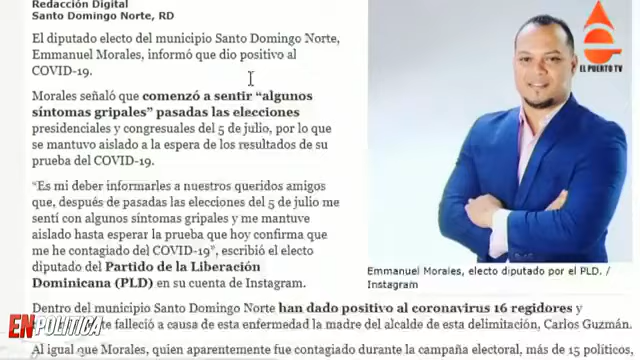 Redacción Digital
Santo Domingo Norte, RD
El diputado electo del municipio Santo Domingo Norte,
Emmanuel Morales, informó que dio positivo al
COVID-19.
Morales señaló que comenzó a sentir “algunos
síntomas gripales” pasadas las elecciones
presidenciales y congresuales del 5 de julio, por lo que
se mantuvo aislado a la espera de los resultados de su
prueba del COVID-19.
“Es mi deber informarles a nuestros queridos amigos
que, después de pasadas las elecciones del 5 de julio me
sentí con algunos síntomas gripales y me mantuve
aislado hasta esperar la prueba que hoy confirma que
me he contagiado del COVID-19”, escribió el electo
diputado del Partido de la Liberación
Dominicana (PLD) en su cuenta de Instagram.
EL PUERTO TV
Emmanuel Morales, electo diputado por el PLD. /
Instagram
Dentro del municipio Santo Domingo Norte han dado positivo al coronavirus 16 regidores y
te falleció a causa de esta enfermedad la madre del alcalde de esta delimitación, Carlos Guzmán.
EN POLITICA
Al igual que Morales, quien aparentemente fue contagiado durante la campaña electoral, más de 15 políticos,